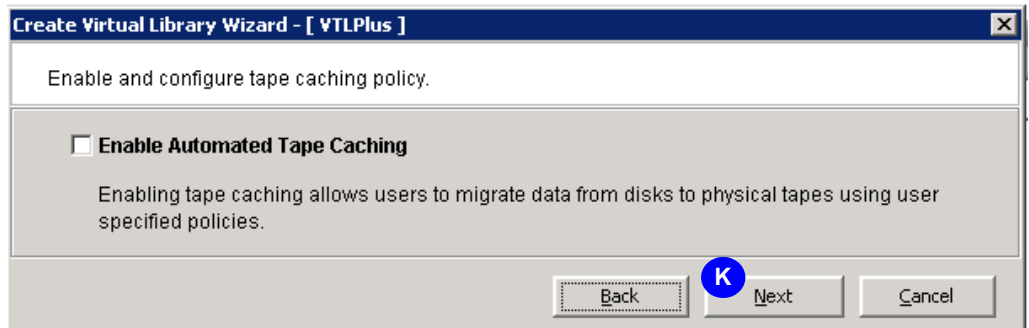 Create Virtual Library Wizard - [ VTLPlus ]
Enable and configure tape caching policy.
Enable Automated Tape Caching
Enabling tape caching allows users to migrate data from disks to physical tapes using user
specified policies.
K
Back Next Cancel